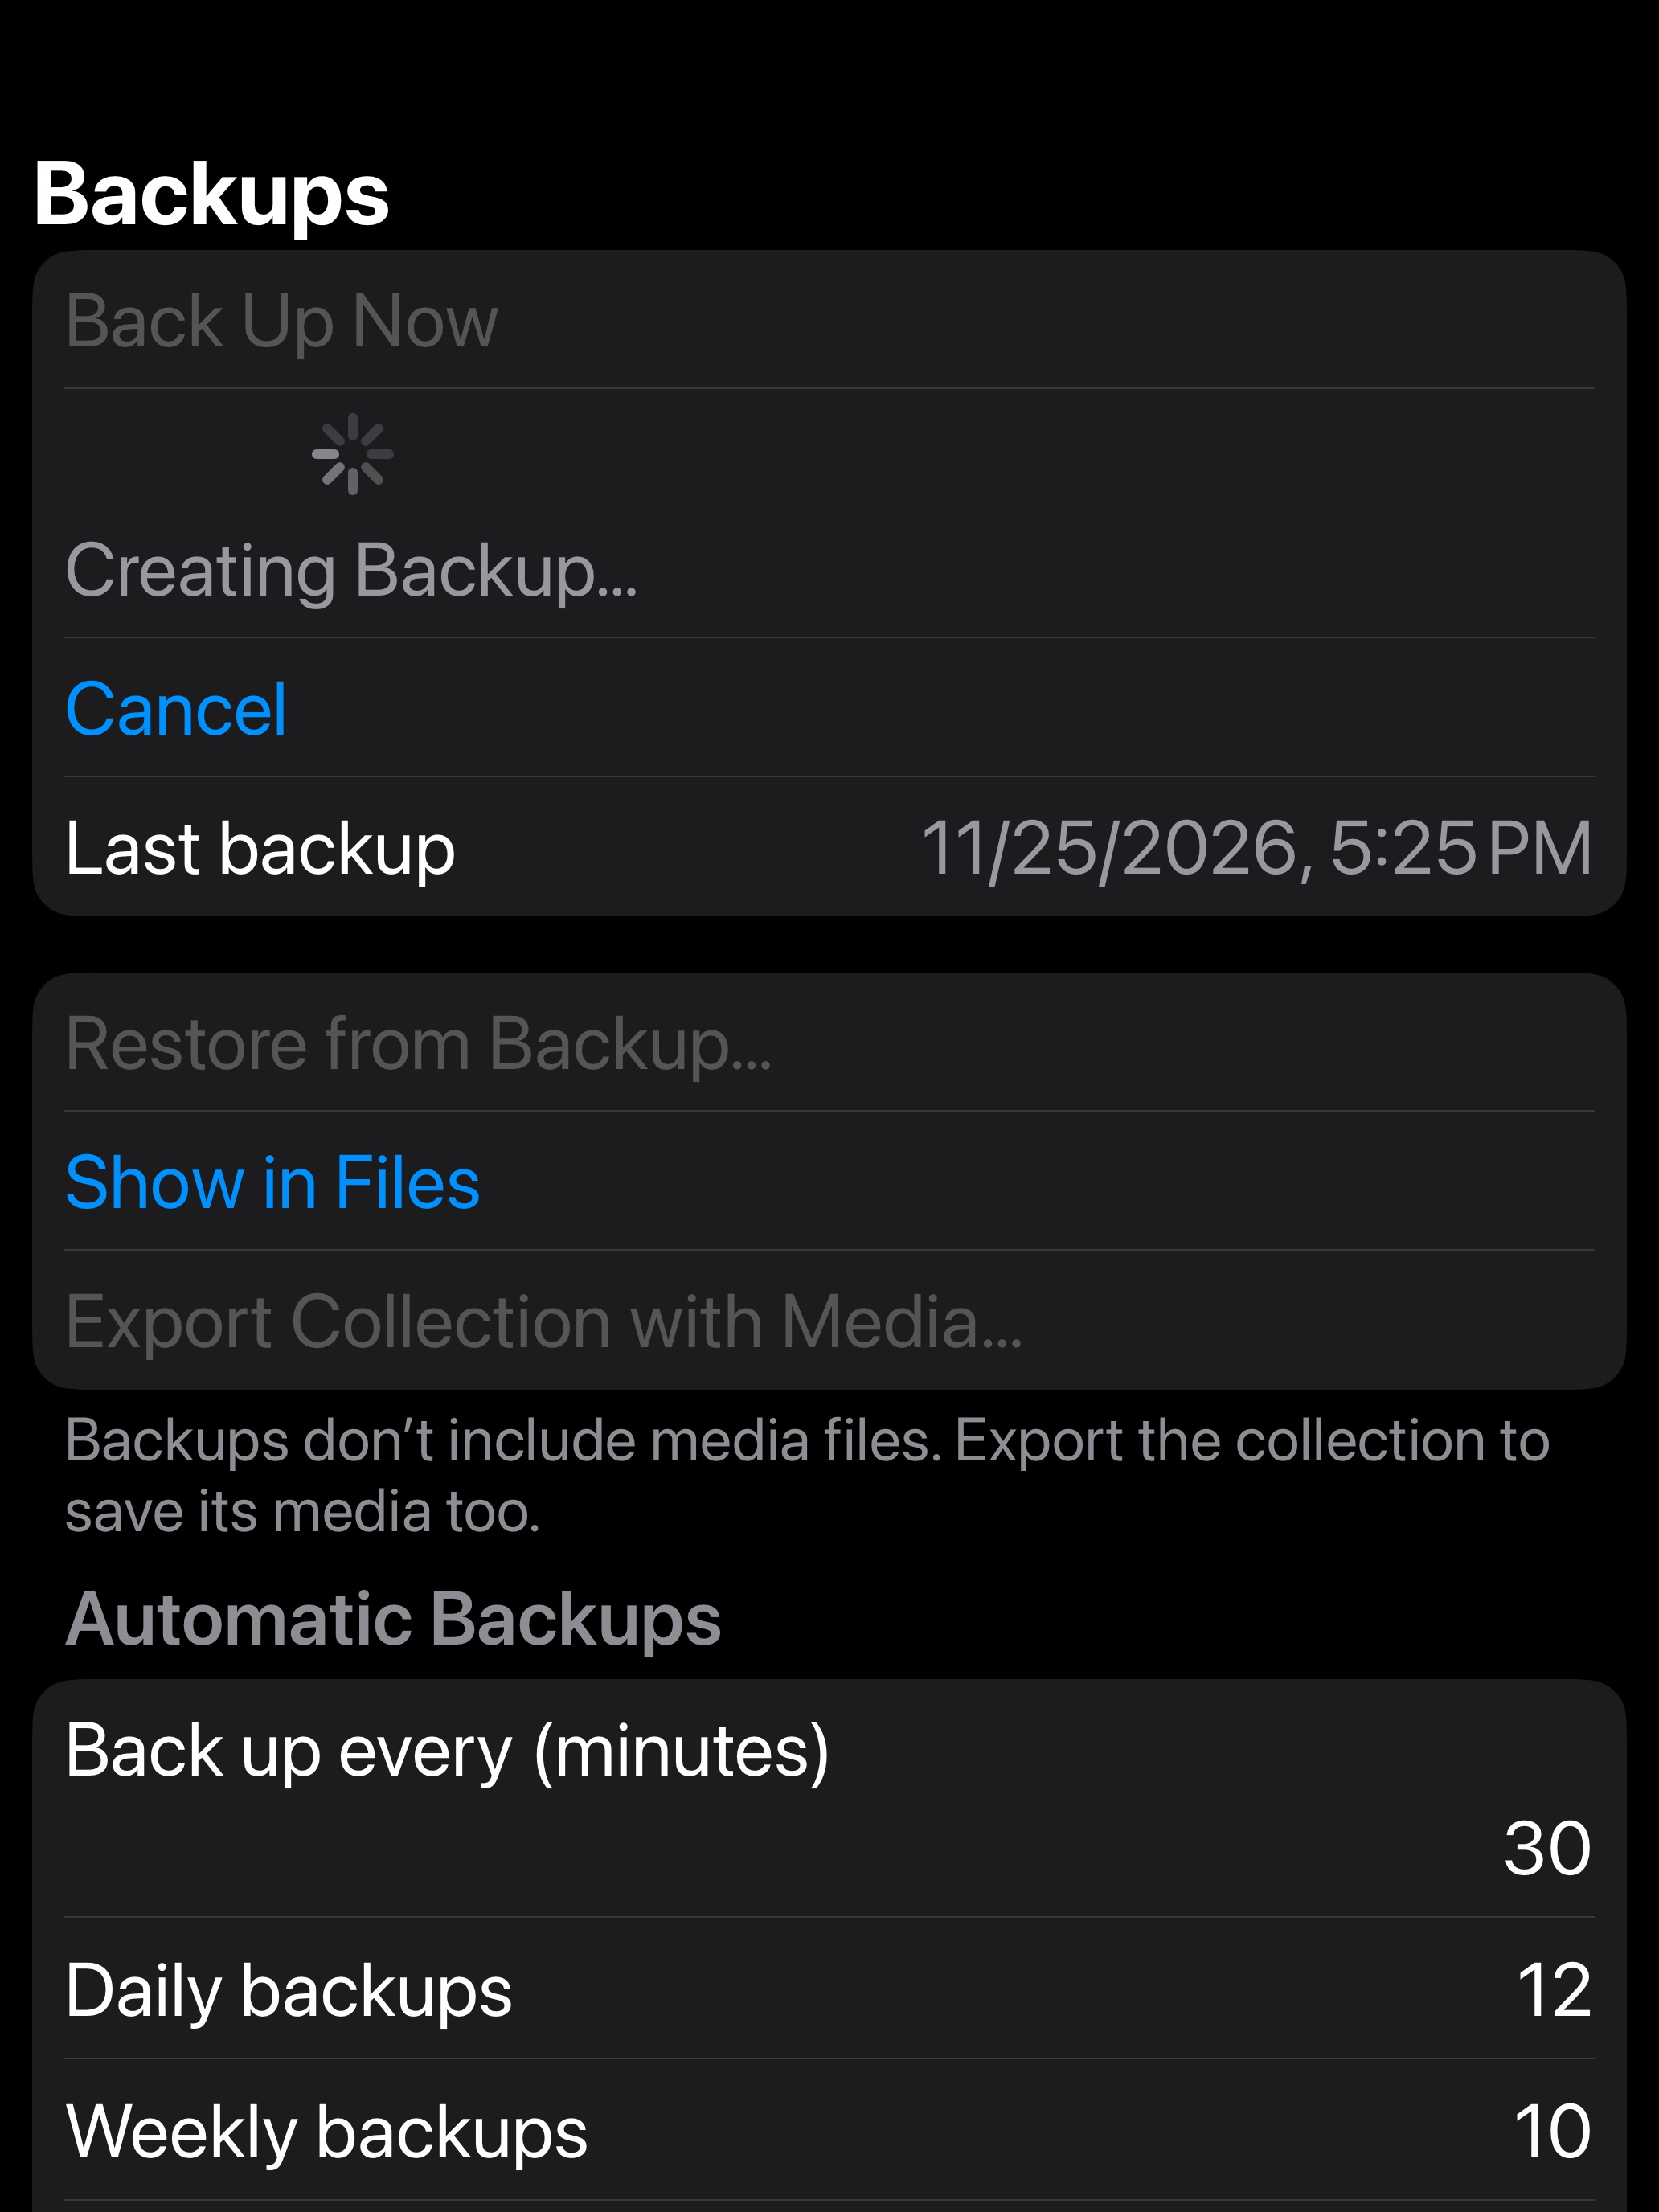 Backups
Back Up Now
Creating Backup...
Cancel
Last backup 11/25/2026, 5:25 PM
Restore from Backup...
Show in Files
Export Collection with Media...
Backups don’t include media files. Export the collection to
save its media too.
Automatic Backups
Back up every (minutes)
30
Daily backups 12
Weekly backups 10